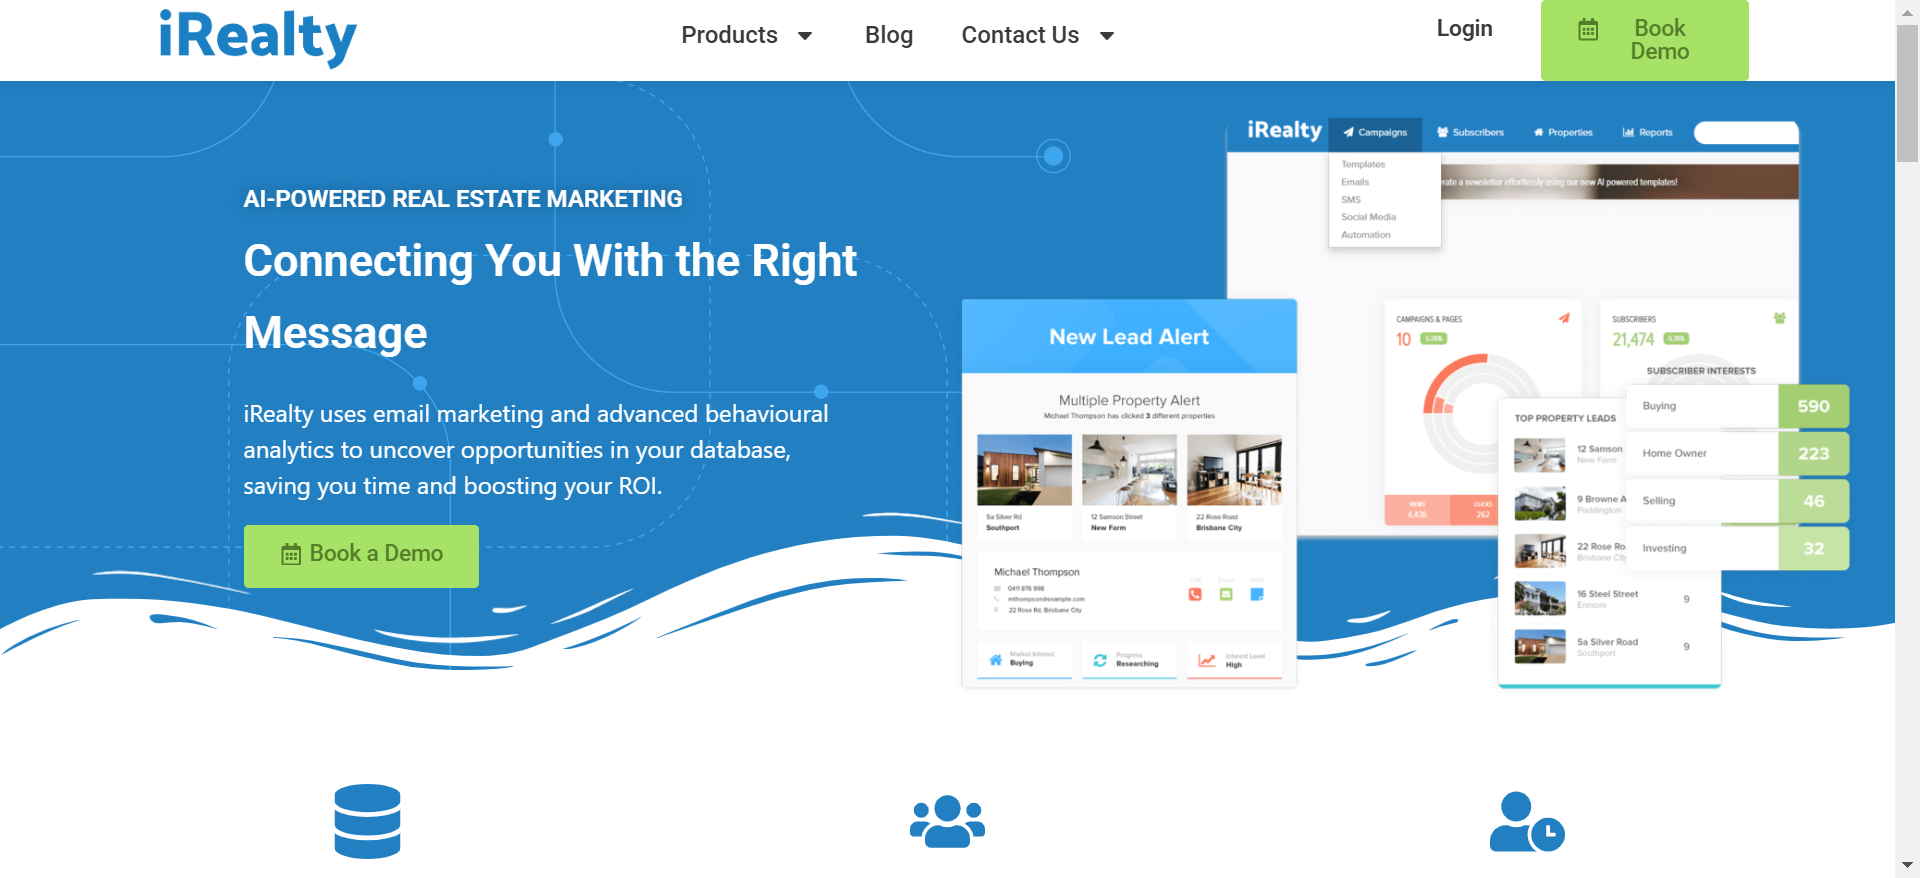 iRealty
Products
Blog
Contact Us
Login
Book
Demo
AI-POWERED REAL ESTATE MARKETING
Connecting You With the Right
Message
iRealty uses email marketing and advanced behavioural
analytics to uncover opportunities in your database,
saving you time and boosting your ROI.
Book a Demo
iRealty
Campaigns
Subscribers
Properties
Reports
Templates
Emails
SMS
Social Media
Automation
a newsletter effortlessly using our new AI powered templates!
New Lead Alert
Multiple Property Alert
Michael Thompson has clicked 3 different properties
5a Silver Rd
Southport
12 Samson Street
New Farm
22 Rose Road
Brisbane City
Michael Thompson
0411 876 998
mthompson@example.com
22 Rose Rd, Brisbane City
Market Interest
Buying
Progress
Researching
Interest Level
High
CAMPAIGNS & PAGES
10
VIEWS
4,436
CLICKS
262
SUBSCRIBERS
21,474
SUBSCRIBER INTERESTS
Buying 590
Home Owner 223
Selling 46
Investing 32
TOP PROPERTY LEADS
12 Samson
New Farm
9 Browne A
Paddington
22 Rose Ro
Brisbane City
16 Steel Street
Enmore
9
5a Silver Road
Southport
9